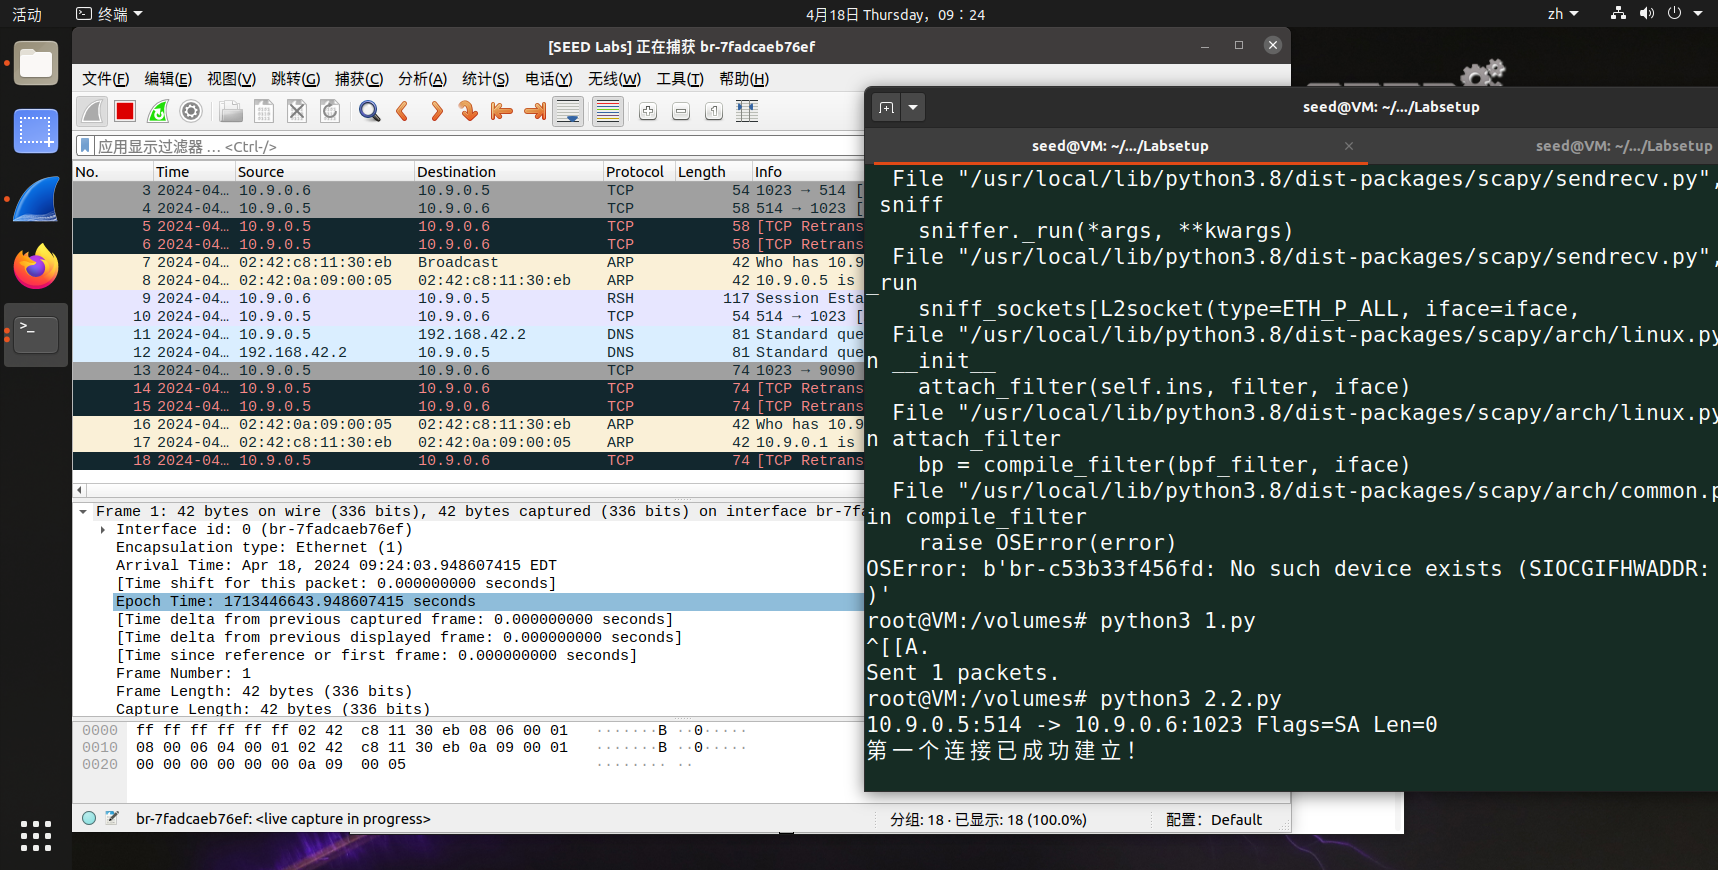 活动
终端
4月18日 Thursday，09：24
zh
[SEED Labs] 正在捕获 br-7fadcaeb76ef
文件(F) 编辑(E) 视图(V) 跳转(G) 捕获(C) 分析(A) 统计(S) 电话(Y) 无线(W) 工具(T) 帮助(H)
应用显示过滤器 … <Ctrl-/>
No. Time Source Destination Protocol Length Info
3 2024-04… 10.9.0.6 10.9.0.5 TCP 54 1023 → 514 [
4 2024-04… 10.9.0.5 10.9.0.6 TCP 58 514 → 1023 [
5 2024-04… 10.9.0.5 10.9.0.6 TCP 58 [TCP Retrans
6 2024-04… 10.9.0.5 10.9.0.6 TCP 58 [TCP Retrans
7 2024-04… 02:42:c8:11:30:eb Broadcast ARP 42 Who has 10.9
8 2024-04… 02:42:0a:09:00:05 02:42:c8:11:30:eb ARP 42 10.9.0.5 is
9 2024-04… 10.9.0.6 10.9.0.5 RSH 117 Session Esta
10 2024-04… 10.9.0.5 10.9.0.6 TCP 54 514 → 1023 [
11 2024-04… 10.9.0.5 192.168.42.2 DNS 81 Standard que
12 2024-04… 192.168.42.2 10.9.0.5 DNS 81 Standard que
13 2024-04… 10.9.0.5 10.9.0.6 TCP 74 1023 → 9090
14 2024-04… 10.9.0.5 10.9.0.6 TCP 74 [TCP Retrans
15 2024-04… 10.9.0.5 10.9.0.6 TCP 74 [TCP Retrans
16 2024-04… 02:42:0a:09:00:05 02:42:c8:11:30:eb ARP 42 Who has 10.9
17 2024-04… 02:42:c8:11:30:eb 02:42:0a:09:00:05 ARP 42 10.9.0.1 is
18 2024-04… 10.9.0.5 10.9.0.6 TCP 74 [TCP Retrans
Frame 1: 42 bytes on wire (336 bits), 42 bytes captured (336 bits) on interface br-7fa
Interface id: 0 (br-7fadcaeb76ef)
Encapsulation type: Ethernet (1)
Arrival Time: Apr 18, 2024 09:24:03.948607415 EDT
[Time shift for this packet: 0.000000000 seconds]
Epoch Time: 1713446643.948607415 seconds
[Time delta from previous captured frame: 0.000000000 seconds]
[Time delta from previous displayed frame: 0.000000000 seconds]
[Time since reference or first frame: 0.000000000 seconds]
Frame Number: 1
Frame Length: 42 bytes (336 bits)
Capture Length: 42 bytes (336 bits)
0000 ff ff ff ff ff ff 02 42 c8 11 30 eb 08 06 00 01 ·······B ··0·····
0010 08 00 06 04 00 01 02 42 c8 11 30 eb 0a 09 00 01 ·······B ··0·····
0020 00 00 00 00 00 00 0a 09 00 05 ········ ··
br-7fadcaeb76ef: <live capture in progress>
分组: 18 · 已显示: 18 (100.0%)
配置: Default
seed@VM: ~/.../Labsetup
seed@VM: ~/.../Labsetup
seed@VM: ~/.../Labsetup
File "/usr/local/lib/python3.8/dist-packages/scapy/sendrecv.py",
sniff
sniffer._run(*args, **kwargs)
File "/usr/local/lib/python3.8/dist-packages/scapy/sendrecv.py",
_run
sniff_sockets[L2socket(type=ETH_P_ALL, iface=iface,
File "/usr/local/lib/python3.8/dist-packages/scapy/arch/linux.py
n __init__
attach_filter(self.ins, filter, iface)
File "/usr/local/lib/python3.8/dist-packages/scapy/arch/linux.py
n attach_filter
bp = compile_filter(bpf_filter, iface)
File "/usr/local/lib/python3.8/dist-packages/scapy/arch/common.p
in compile_filter
raise OSError(error)
OSError: b'br-c53b33f456fd: No such device exists (SIOCGIFHWADDR:
)'
root@VM:/volumes# python3 1.py
^[[A.
Sent 1 packets.
root@VM:/volumes# python3 2.2.py
10.9.0.5:514 -> 10.9.0.6:1023 Flags=SA Len=0
第一个连接已成功建立！